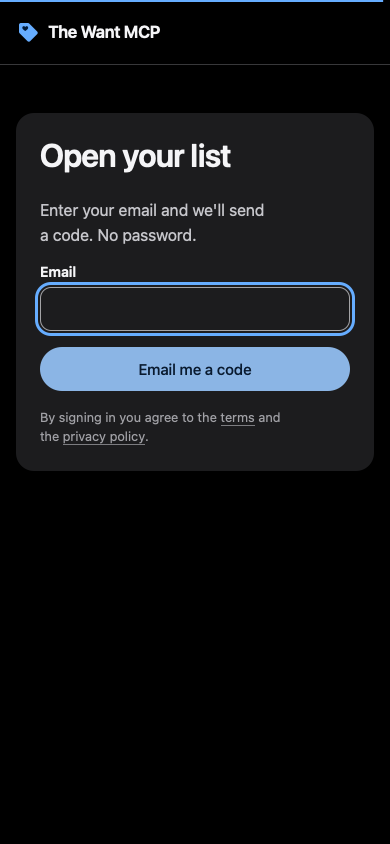 The Want MCP
Open your list
Enter your email and we'll send
a code. No password.
Email
Email me a code
By signing in you agree to the terms and
the privacy policy.